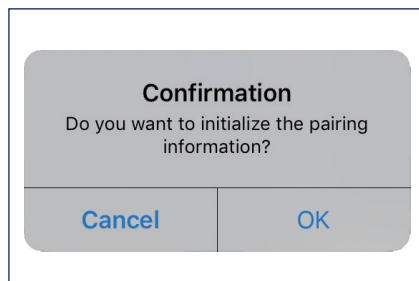 Confirmation
Do you want to initialize the pairing
information?
Cancel
OK